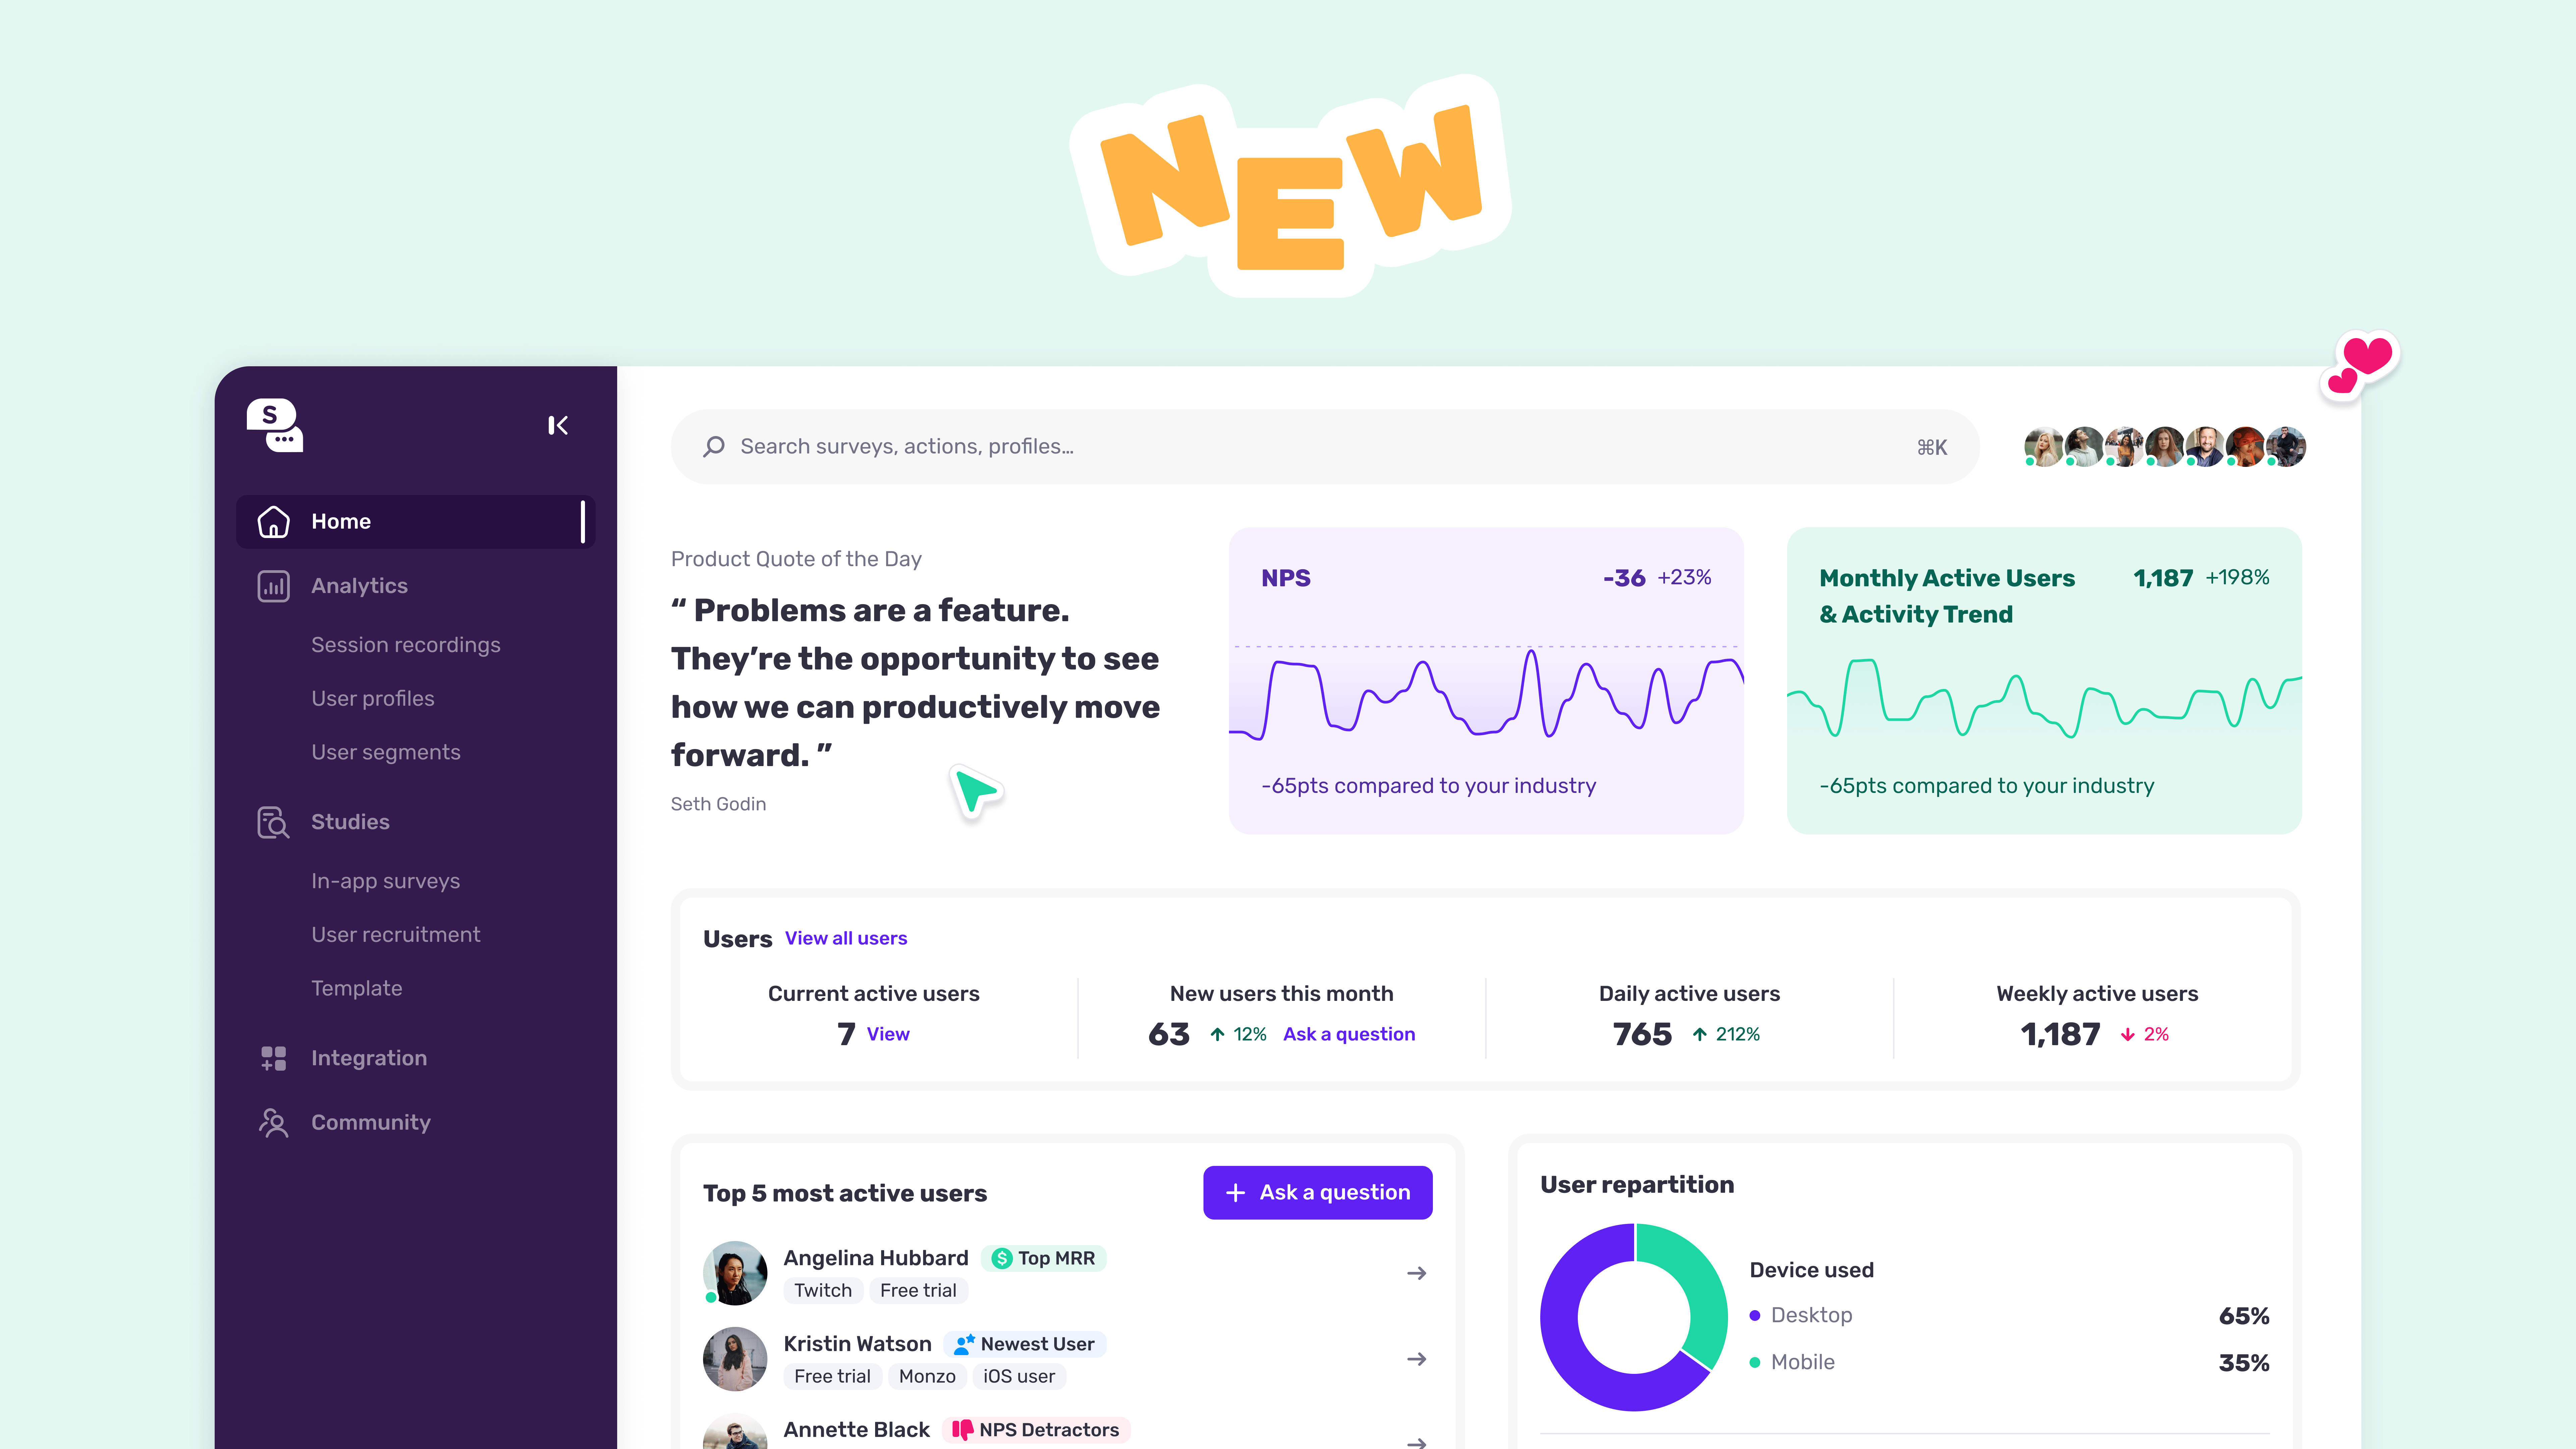 NEW
S
Home
Analytics
Session recordings
User profiles
User segments
Studies
In-app surveys
User recruitment
Template
Integration
Community
Search surveys, actions, profiles...
⌘K
Product Quote of the Day
“ Problems are a feature.
They’re the opportunity to see
how we can productively move
forward. ”
Seth Godin
NPS -36 +23%
-65pts compared to your industry
Monthly Active Users 1,187 +198%
& Activity Trend
-65pts compared to your industry
Users View all users
Current active users
7 View
New users this month
63 12% Ask a question
Daily active users
765 212%
Weekly active users
1,187 2%
Top 5 most active users
+ Ask a question
Angelina Hubbard $ Top MRR
Twitch Free trial
Kristin Watson Newest User
Free trial Monzo iOS user
Annette Black NPS Detractors
User repartition
Device used
Desktop 65%
Mobile 35%